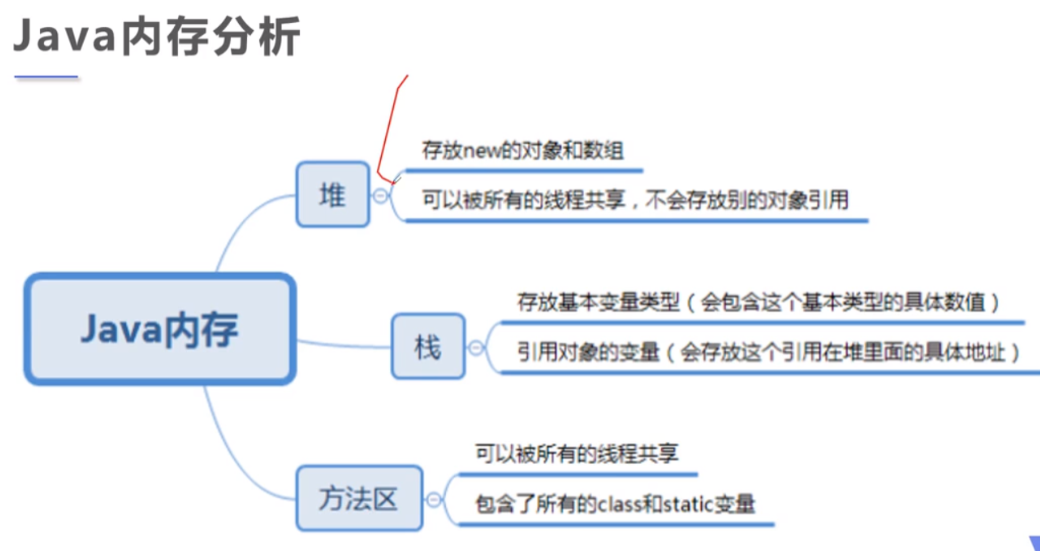 Java内存分析
存放new的对象和数组
堆
可以被所有的线程共享，不会存放别的对象引用
存放基本变量类型（会包含这个基本类型的具体数值）
Java内存
栈
引用对象的变量（会存放这个引用在堆里面的具体地址）
可以被所有的线程共享
方法区
包含了所有的class和static变量